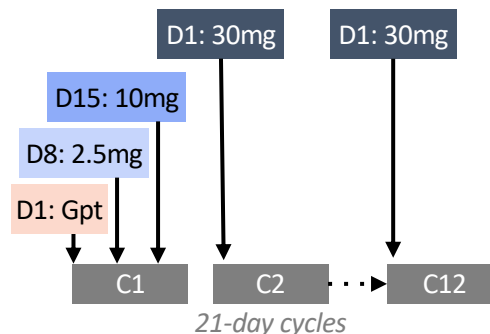 D1: 30mg
D1: 30mg
D15: 10mg
D8: 2.5mg
D1: Gpt
C1
C2
C12
21-day cycles